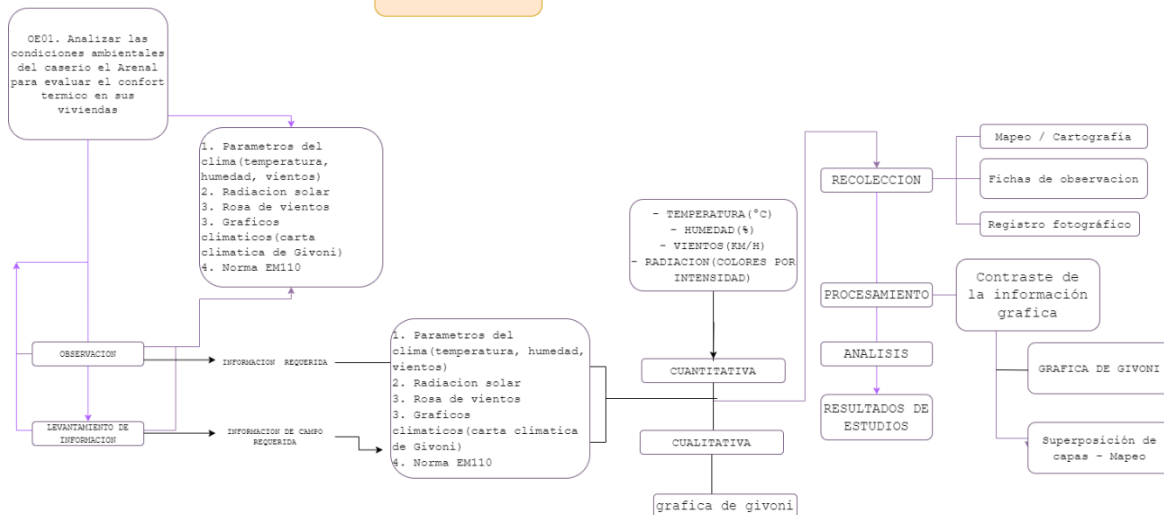 OE01. Analizar las
condiciones ambientales
del caserio el Arenal
para evaluar el confort
termico en sus
viviendas
1. Parametros del
clima(temperatura,
humedad, vientos)
2. Radiacion solar
3. Rosa de vientos
3. Graficos
climaticos(carta
climatica de Givoni)
4. Norma EM110
OBSERVACION
INFORMACION REQUERIDA
LEVANTAMIENTO DE
INFORMACION
INFORMACION DE CAMPO
REQUERIDA
1. Parametros del
clima(temperatura, humedad,
vientos)
2. Radiacion solar
3. Rosa de vientos
3. Graficos
climaticos(carta climatica
de Givoni)
4. Norma EM110
- TEMPERATURA(°C)
- HUMEDAD(%)
- VIENTOS(KM/H)
- RADIACION(COLORES POR
INTENSIDAD)
CUANTITATIVA
CUALITATIVA
grafica de givoni
RECOLECCION
Mapeo / Cartografía
Fichas de observacion
Registro fotográfico
PROCESAMIENTO
Contraste de
la información
grafica
GRAFICA DE GIVONI
Superposición de
capas - Mapeo
ANALISIS
RESULTADOS DE
ESTUDIOS